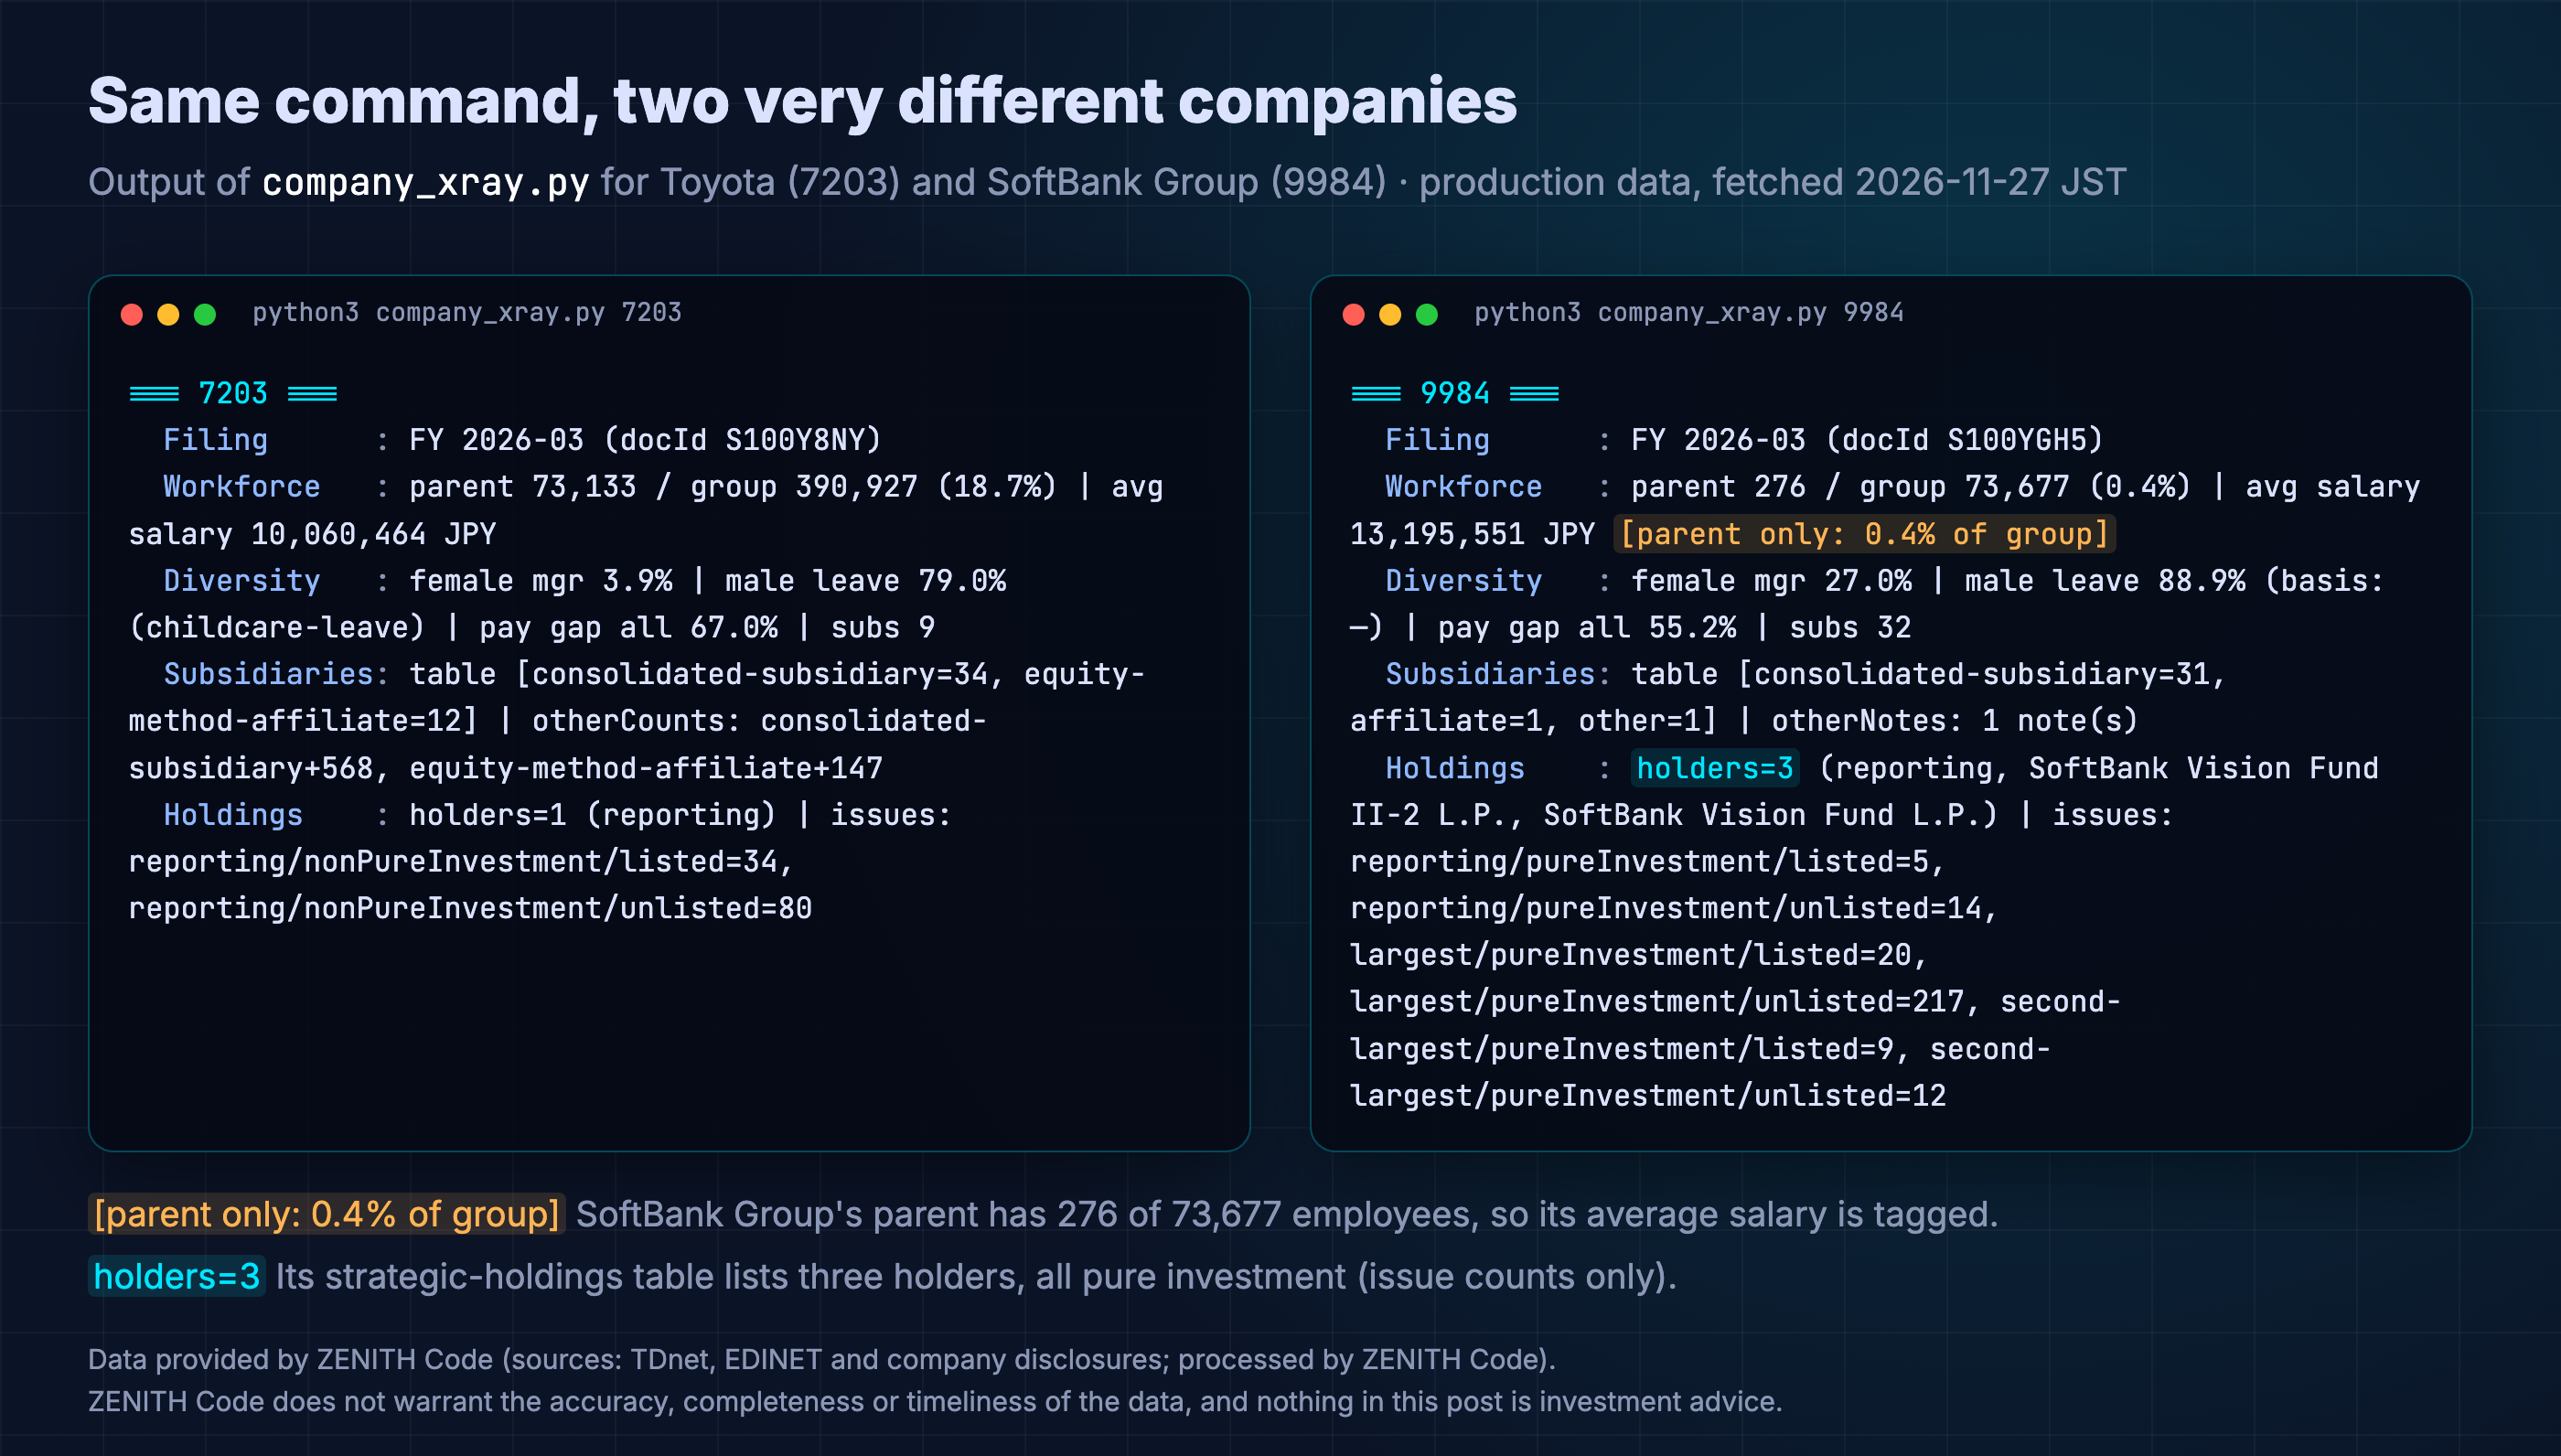 Same command, two very different companies
Output of company_xray.py for Toyota (7203) and SoftBank Group (9984) · production data, fetched 2026-11-27 JST
python3 company_xray.py 7203
=== 7203 ===
Filing : FY 2026-03 (docId S100Y8NY)
Workforce : parent 73,133 / group 390,927 (18.7%) | avg
salary 10,060,464 JPY
Diversity : female mgr 3.9% | male leave 79.0%
(childcare-leave) | pay gap all 67.0% | subs 9
Subsidiaries: table [consolidated-subsidiary=34, equity-
method-affiliate=12] | otherCounts: consolidated-
subsidiary+568, equity-method-affiliate+147
Holdings : holders=1 (reporting) | issues:
reporting/nonPureInvestment/listed=34,
reporting/nonPureInvestment/unlisted=80
python3 company_xray.py 9984
=== 9984 ===
Filing : FY 2026-03 (docId S100YGH5)
Workforce : parent 276 / group 73,677 (0.4%) | avg salary
13,195,551 JPY [parent only: 0.4% of group]
Diversity : female mgr 27.0% | male leave 88.9% (basis:
—) | pay gap all 55.2% | subs 32
Subsidiaries: table [consolidated-subsidiary=31,
affiliate=1, other=1] | otherNotes: 1 note(s)
Holdings : holders=3 (reporting, SoftBank Vision Fund
II-2 L.P., SoftBank Vision Fund L.P.) | issues:
reporting/pureInvestment/listed=5,
reporting/pureInvestment/unlisted=14,
largest/pureInvestment/listed=20,
largest/pureInvestment/unlisted=217, second-
largest/pureInvestment/listed=9, second-
largest/pureInvestment/unlisted=12
[parent only: 0.4% of group] SoftBank Group's parent has 276 of 73,677 employees, so its average salary is tagged.
holders=3 Its strategic-holdings table lists three holders, all pure investment (issue counts only).
Data provided by ZENITH Code (sources: TDnet, EDINET and company disclosures; processed by ZENITH Code).
ZENITH Code does not warrant the accuracy, completeness or timeliness of the data, and nothing in this post is investment advice.